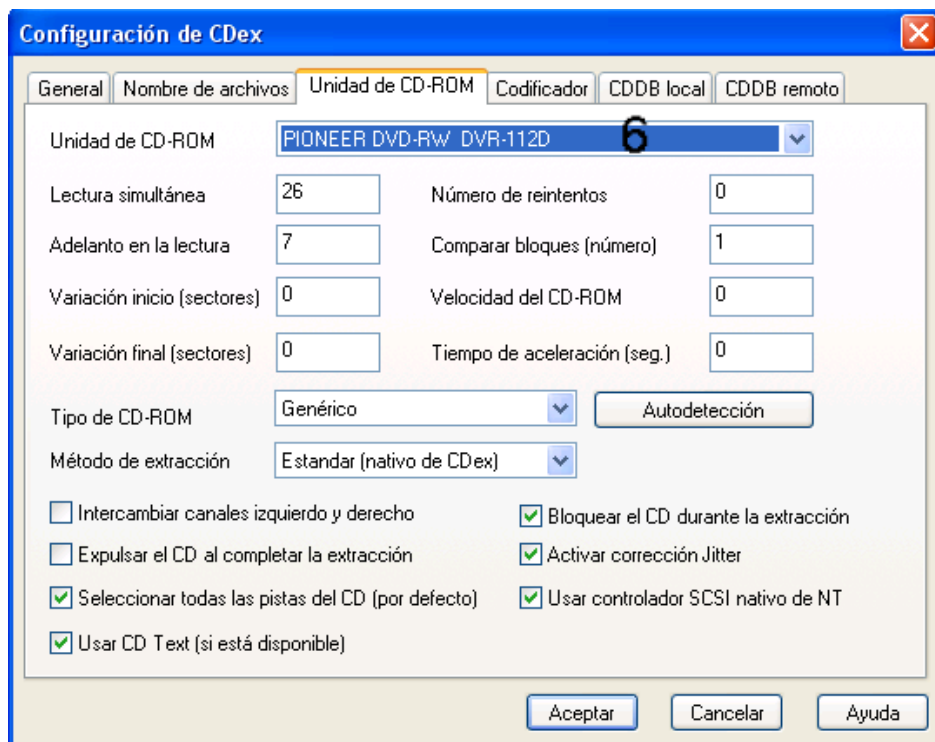 Configuración de CDex
General Nombre de archivos Unidad de CD-ROM Codificador CDDB local CDDB remoto
Unidad de CD-ROM PIONEER DVD-RW DVR-112D 6
Lectura simultánea 26 Número de reintentos 0
Adelanto en la lectura 7 Comparar bloques (número) 1
Variación inicio (sectores) 0 Velocidad del CD-ROM 0
Variación final (sectores) 0 Tiempo de aceleración (seg.) 0
Tipo de CD-ROM Genérico Autodetección
Método de extracción Estandar (nativo de CDex)
Intercambiar canales izquierdo y derecho Bloquear el CD durante la extracción
Expulsar el CD al completar la extracción Activar corrección Jitter
Seleccionar todas las pistas del CD (por defecto) Usar controlador SCSI nativo de NT
Usar CD Text (si está disponible)
Aceptar Cancelar Ayuda